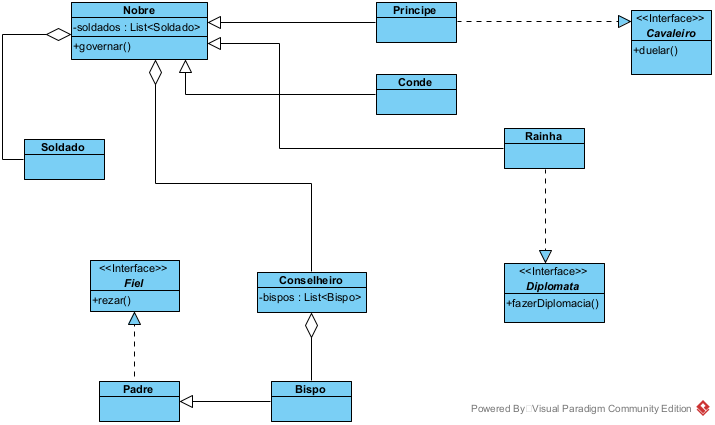 Nobre
-soldados : List<Soldado>
+governar()
Principe
<<Interface>>
Cavaleiro
+duelar()
Conde
Soldado
Rainha
<<Interface>>
Fiel
+rezar()
Conselheiro
-bispos : List<Bispo>
<<Interface>>
Diplomata
+fazerDiplomacia()
Padre
Bispo
Powered By Visual Paradigm Community Edition